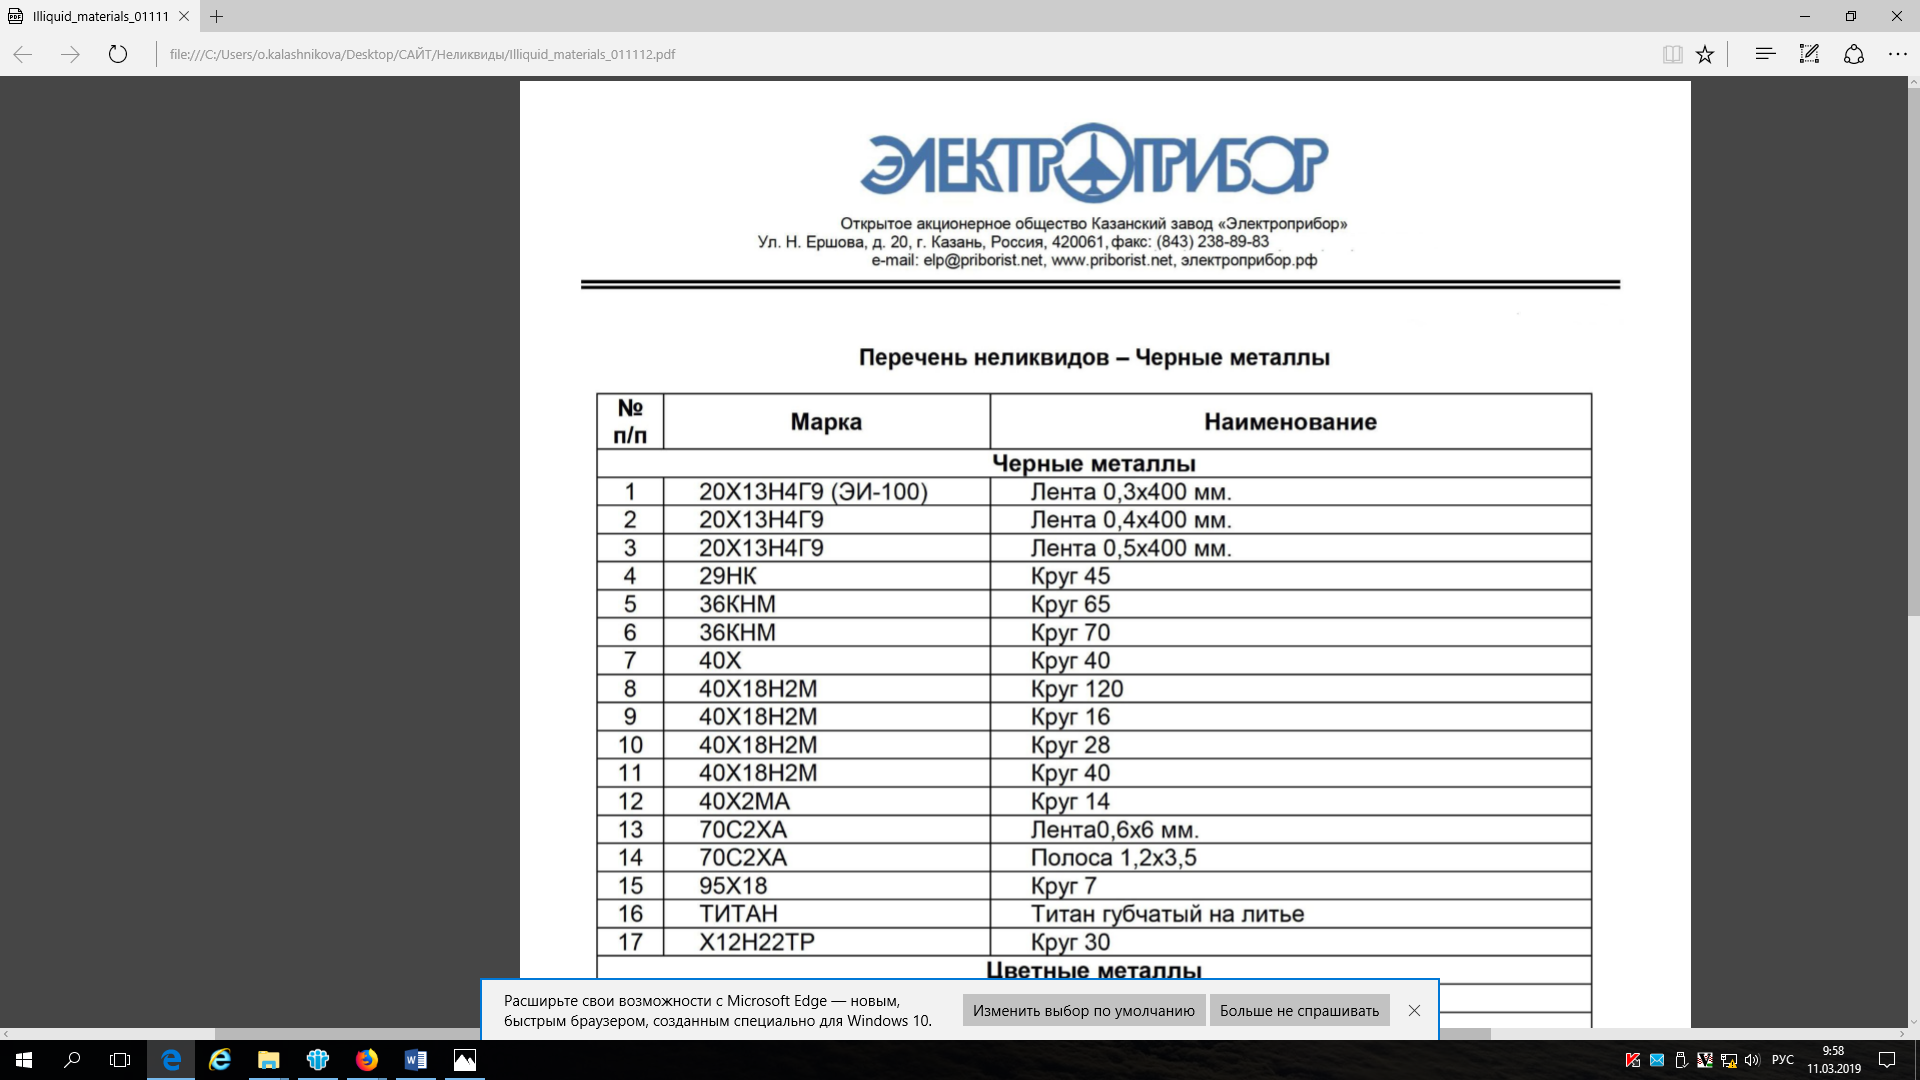 Illiquid_materials_01111
file:///C:/Users/o.kalashnikova/Desktop/САЙТ/Неликвиды/Illiquid_materials_011112.pdf
ЭЛЕКТРОПРИБОР
Открытое акционерное общество Казанский завод «Электроприбор»
Ул. Н. Ершова, д. 20, г. Казань, Россия, 420061, факс: (843) 238-89-83
e-mail: elp@priborist.net, www.priborist.net, электроприбор.рф
Перечень неликвидов – Черные металлы
№ п/п Марка Наименование
Черные металлы
1 20Х13Н4Г9 (ЭИ-100) Лента 0,3х400 мм.
2 20Х13Н4Г9 Лента 0,4х400 мм.
3 20Х13Н4Г9 Лента 0,5х400 мм.
4 29НК Круг 45
5 36КНМ Круг 65
6 36КНМ Круг 70
7 40Х Круг 40
8 40Х18Н2М Круг 120
9 40Х18Н2М Круг 16
10 40Х18Н2М Круг 28
11 40Х18Н2М Круг 40
12 40Х2МА Круг 14
13 70С2ХА Лента0,6х6 мм.
14 70С2ХА Полоса 1,2х3,5
15 95Х18 Круг 7
16 ТИТАН Титан губчатый на литье
17 Х12Н22ТР Круг 30
Цветные металлы
Расширьте свои возможности с Microsoft Edge — новым,
быстрым браузером, созданным специально для Windows 10.
Изменить выбор по умолчанию Больше не спрашивать
РУС
9:58
11.03.2019